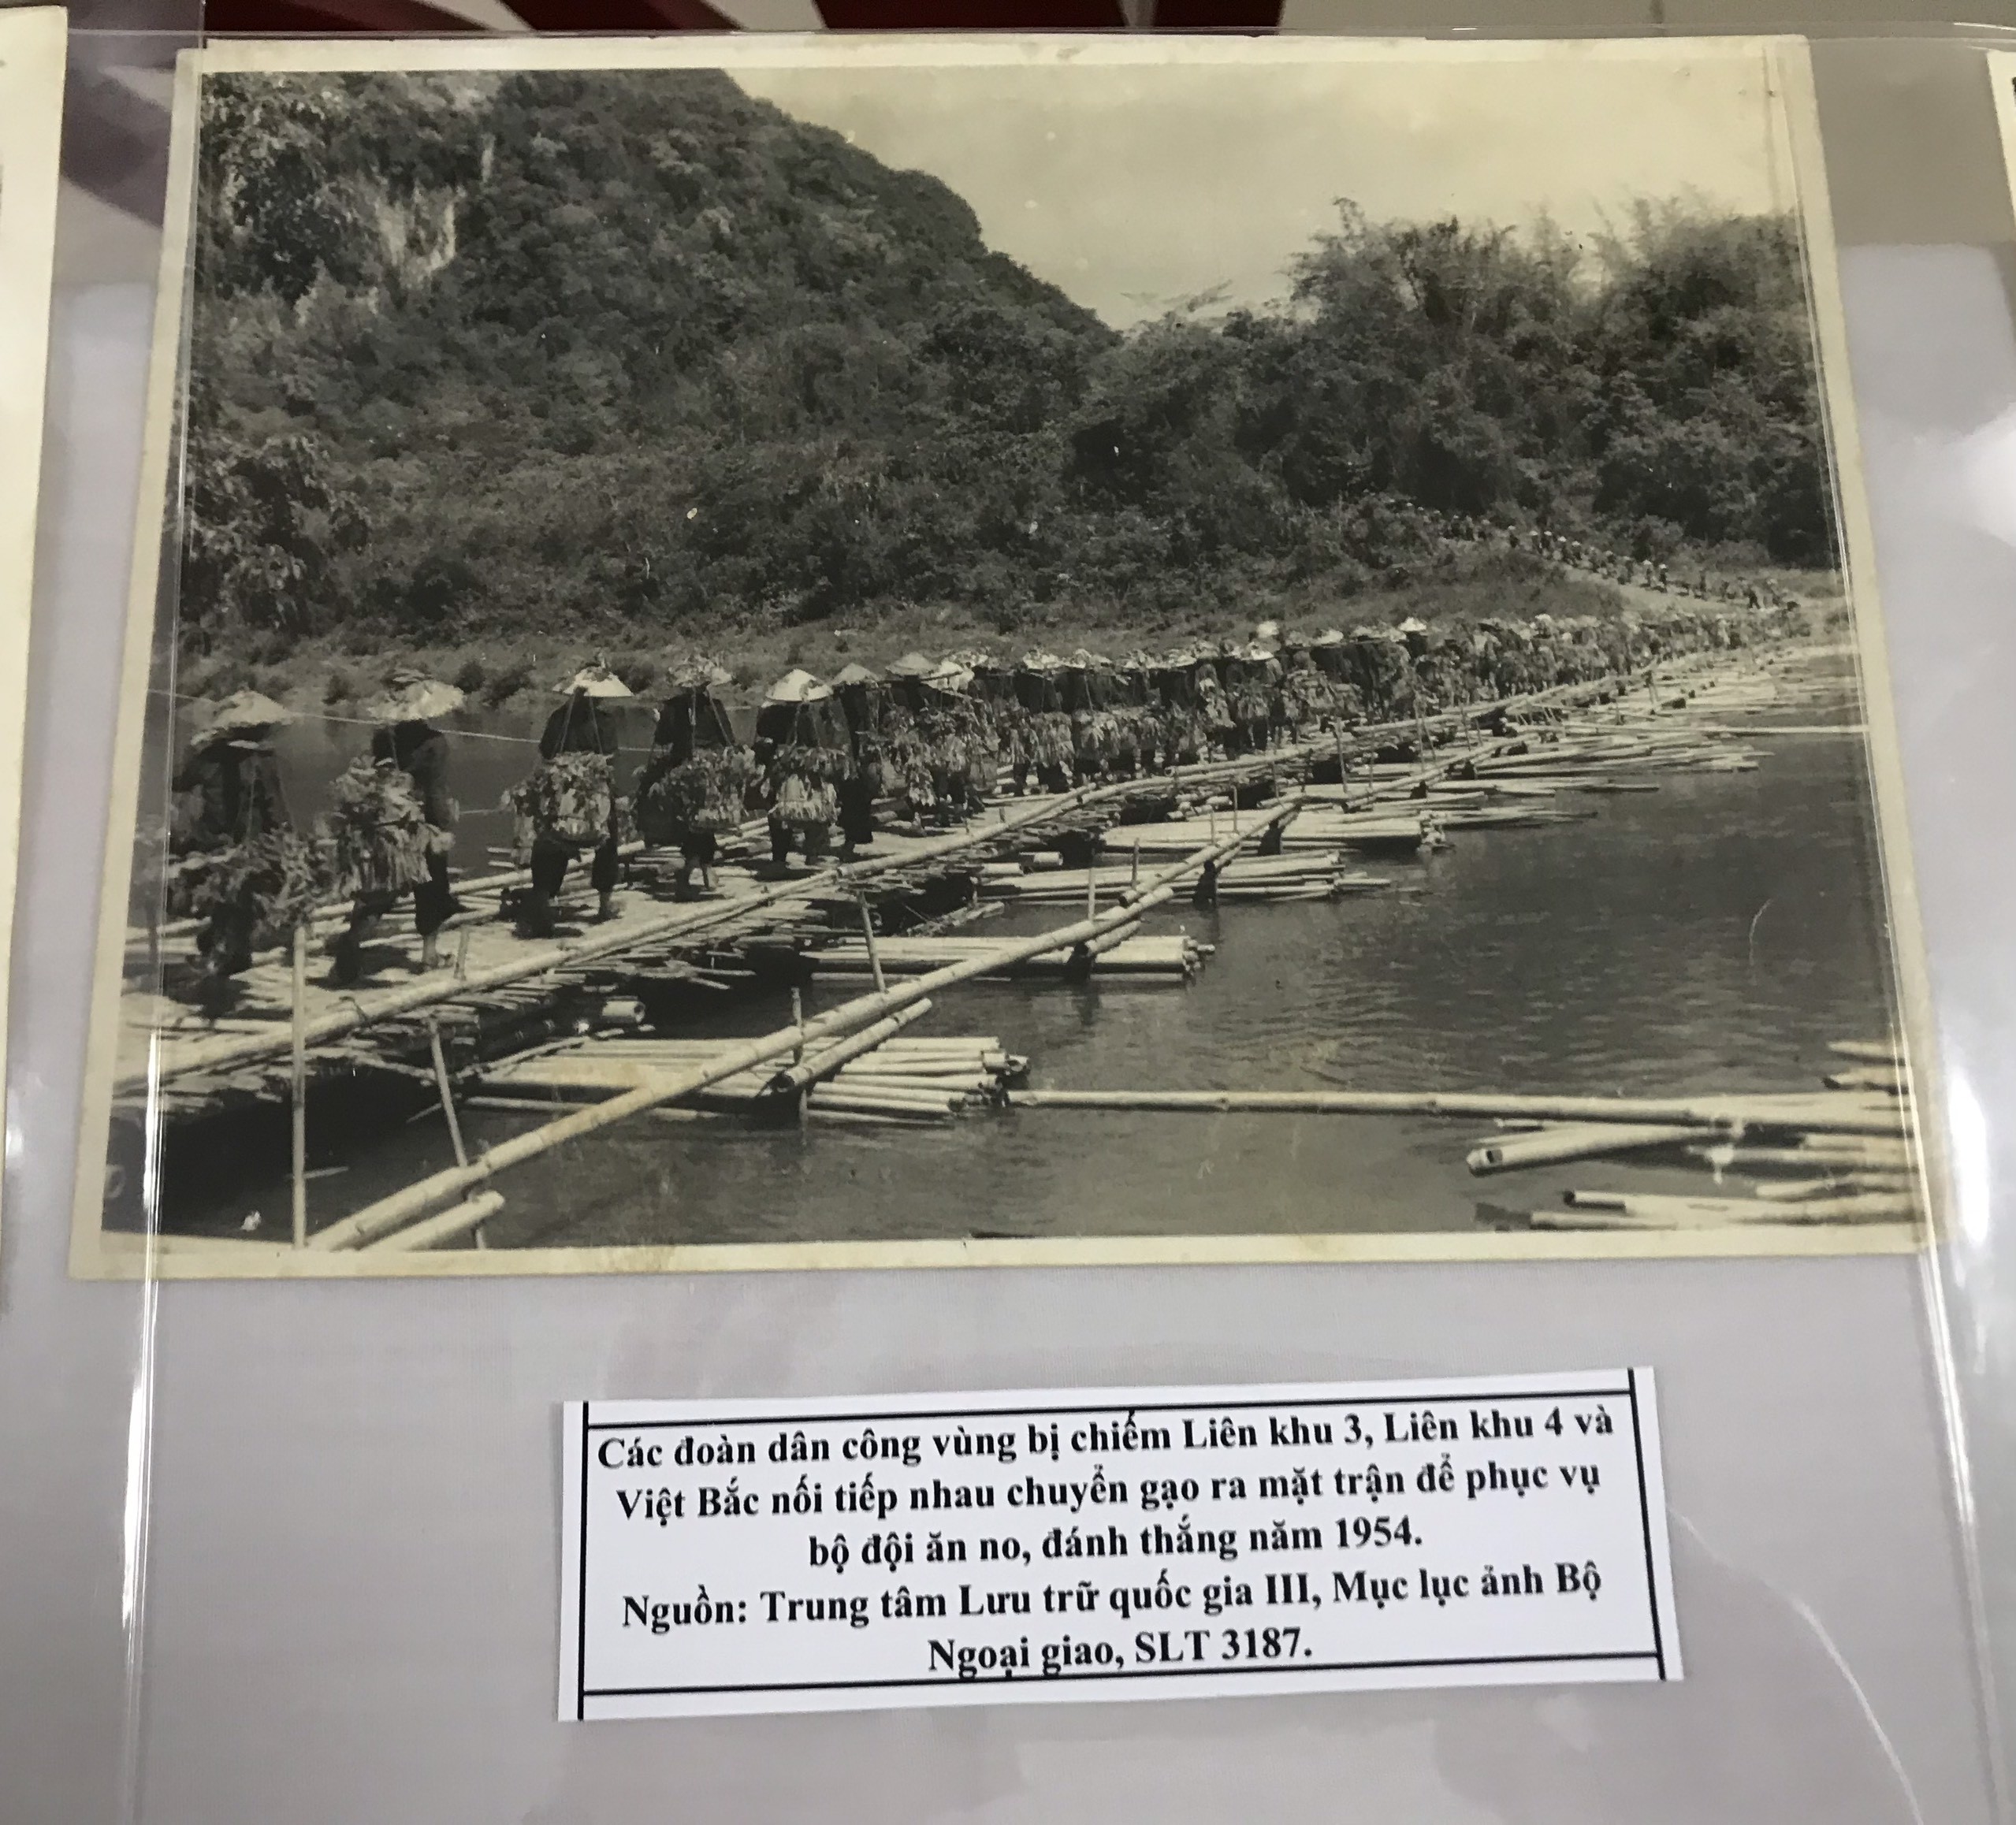 Các đoàn dân công vùng bị chiếm Liên khu 3, Liên khu 4 và
Việt Bắc nối tiếp nhau chuyển gạo ra mặt trận để phục vụ
bộ đội ăn no, đánh thắng năm 1954.
Nguồn: Trung tâm Lưu trữ quốc gia III, Mục lục ảnh Bộ
Ngoại giao, SLT 3187.